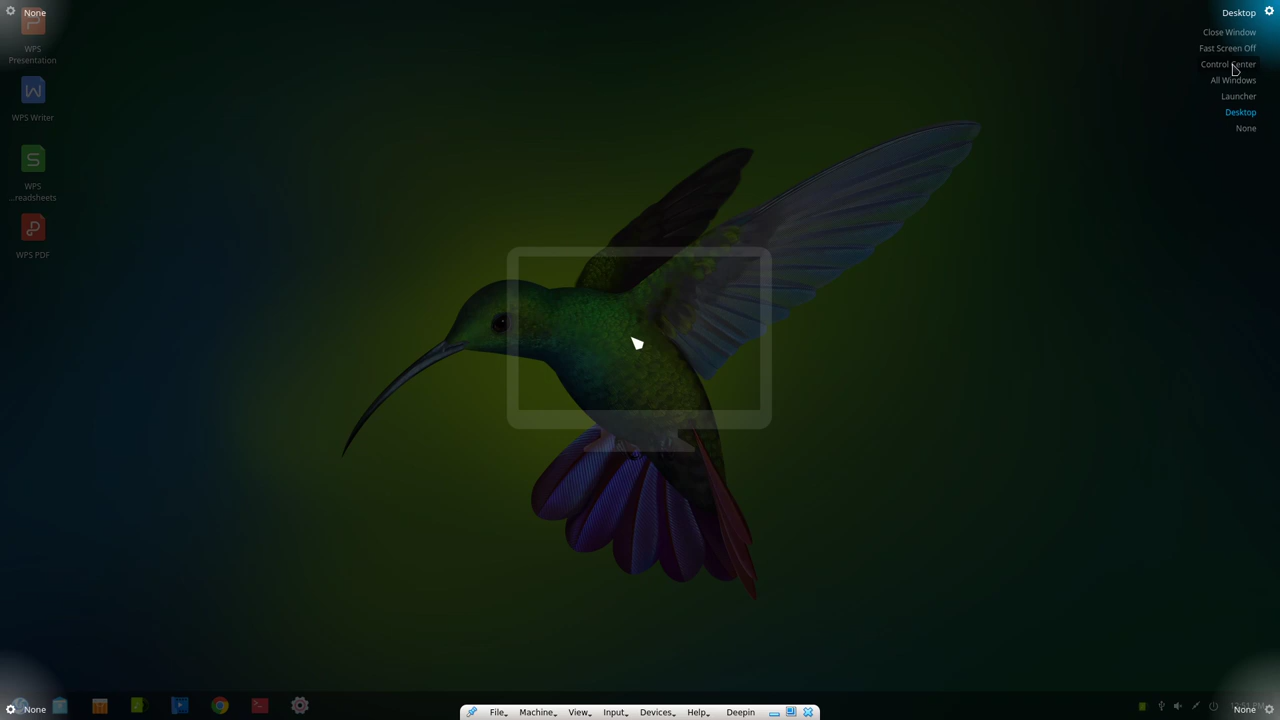 None
Desktop
WPS
Presentation
WPS Writer
WPS
...readsheets
WPS PDF
Close Window
Fast Screen Off
Control Center
All Windows
Launcher
Desktop
None
None
None
File
Machine
View
Input
Devices
Help
Deepin